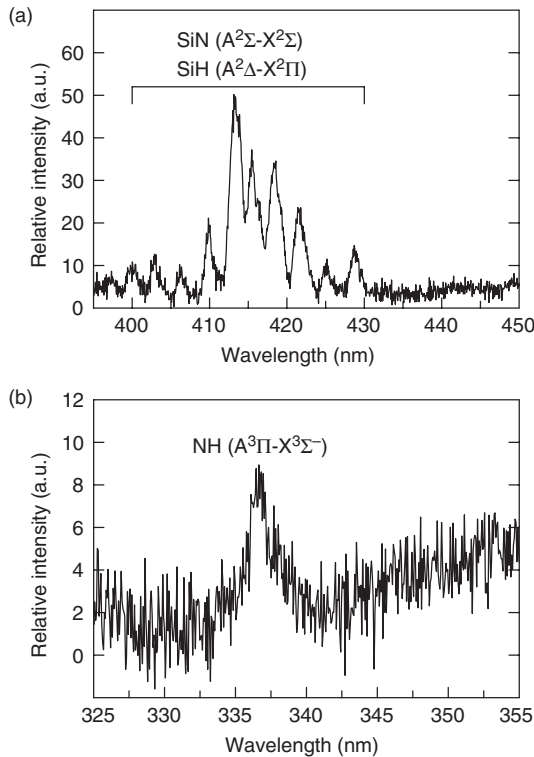 (a)
SiN (A²Σ-X²Σ)
SiH (A²Δ-X²Π)
60
50
40
30
20
10
5
0
Relative intensity (a.u.)
400 410 420 430 440 450
Wavelength (nm)
(b)
NH (A³Π-X³Σ⁻)
12
10
8
6
4
2
0
Relative intensity (a.u.)
325 330 335 340 345 350 355
Wavelength (nm)